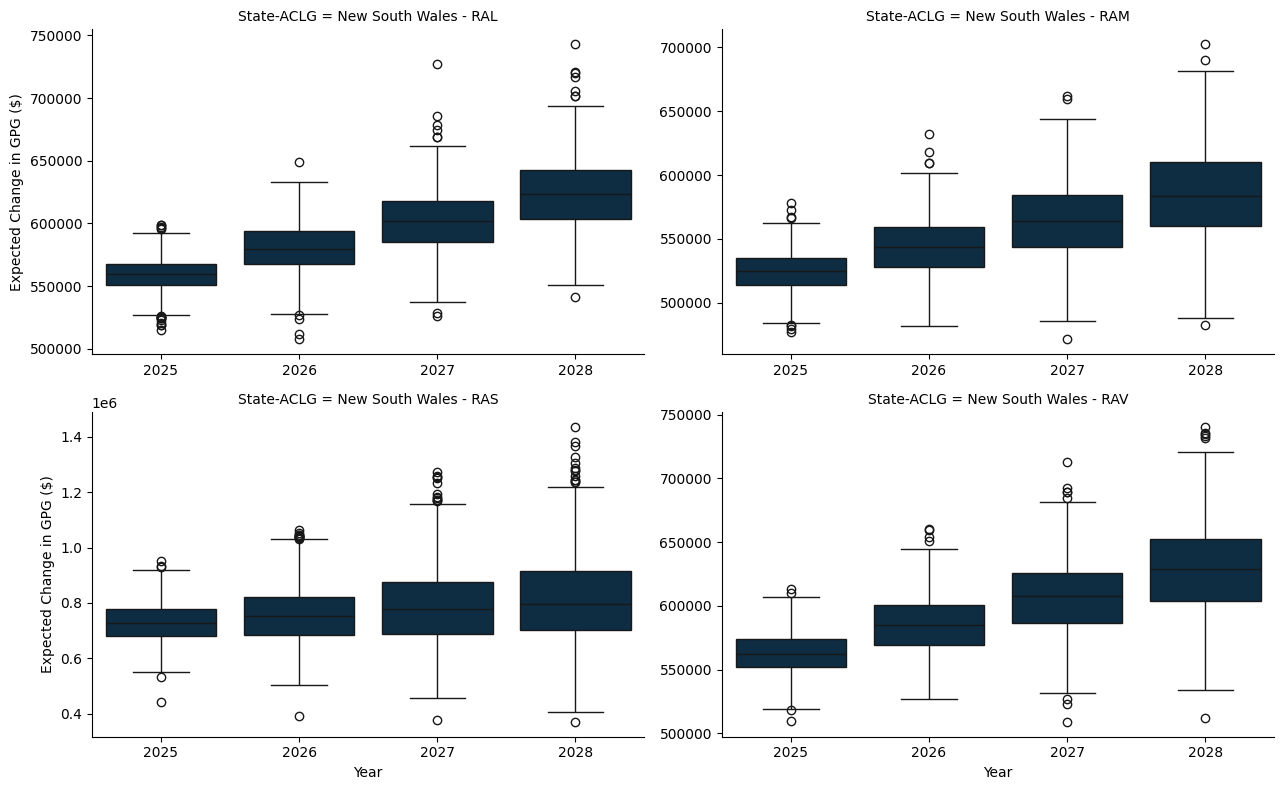 State-ACLG = New South Wales - RAL
750000
700000
650000
600000
550000
500000
Expected Change in GPG ($)
2025 2026 2027 2028
State-ACLG = New South Wales - RAM
700000
650000
600000
550000
500000
2025 2026 2027 2028
State-ACLG = New South Wales - RAS
1e6
1.4
1.2
1.0
0.8
0.6
0.4
Expected Change in GPG ($)
2025 2026 2027 2028
Year
State-ACLG = New South Wales - RAV
750000
700000
650000
600000
550000
500000
2025 2026 2027 2028
Year